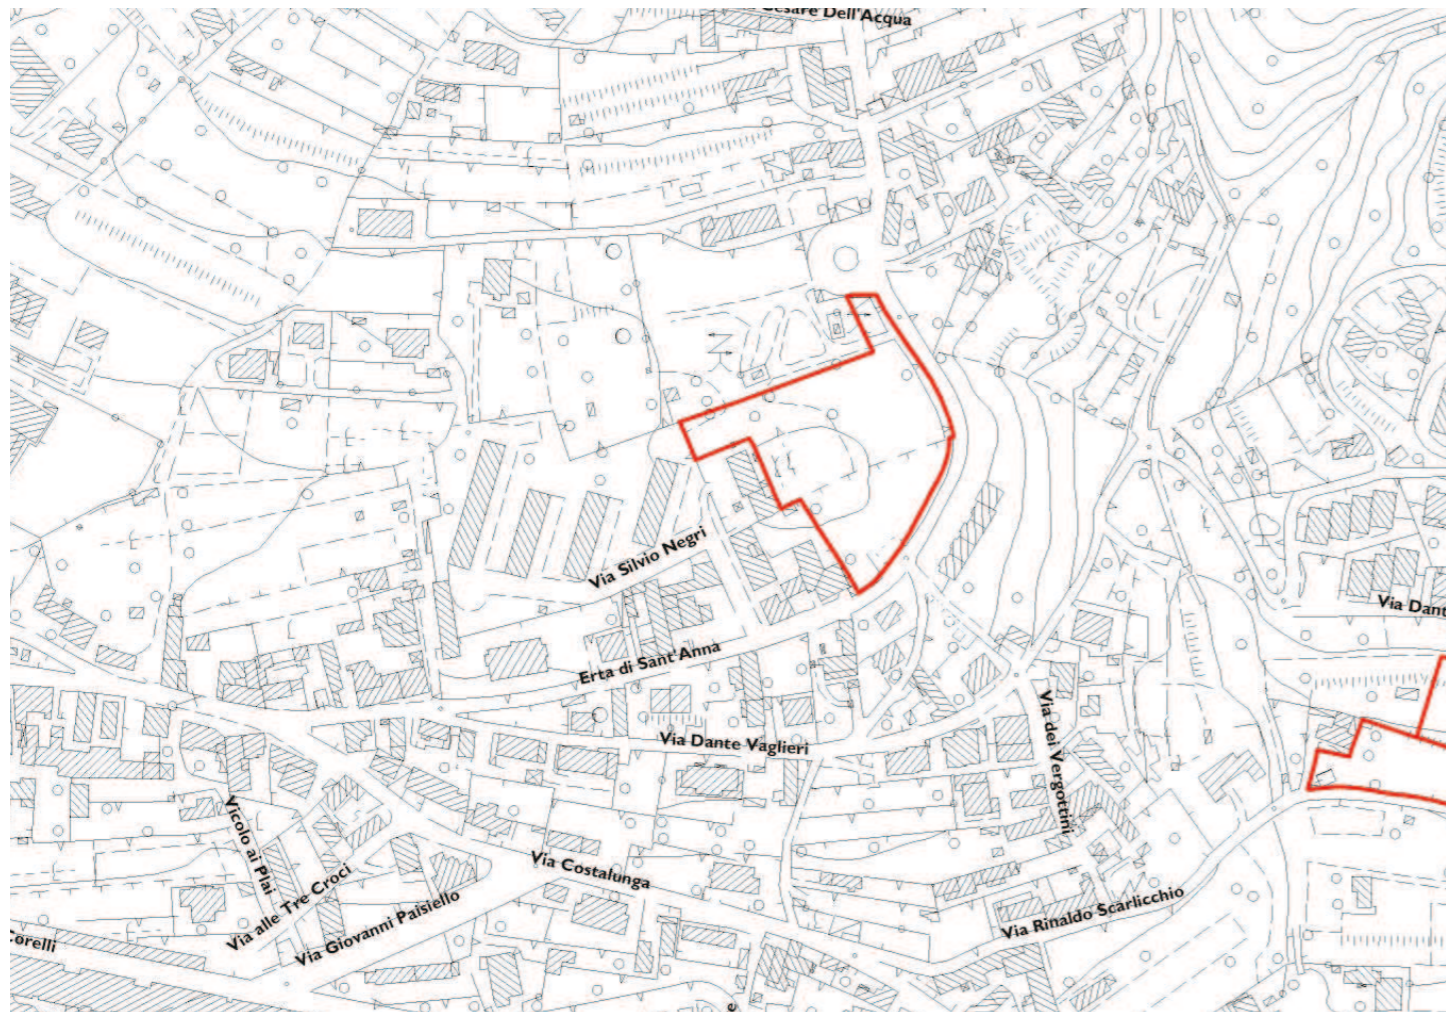 Cesare Dell'Acqua
Via Silvio Negri
Via Dant
Erta di Sant'Anna
Via dei Vergottini
Via Dante Vaglieri
Vicolo ai Plai
Via Costalunga
Via alle Tre Croci
Via Giovanni Paisiello
Via Rinaldo Scarlicchio
orelli
e